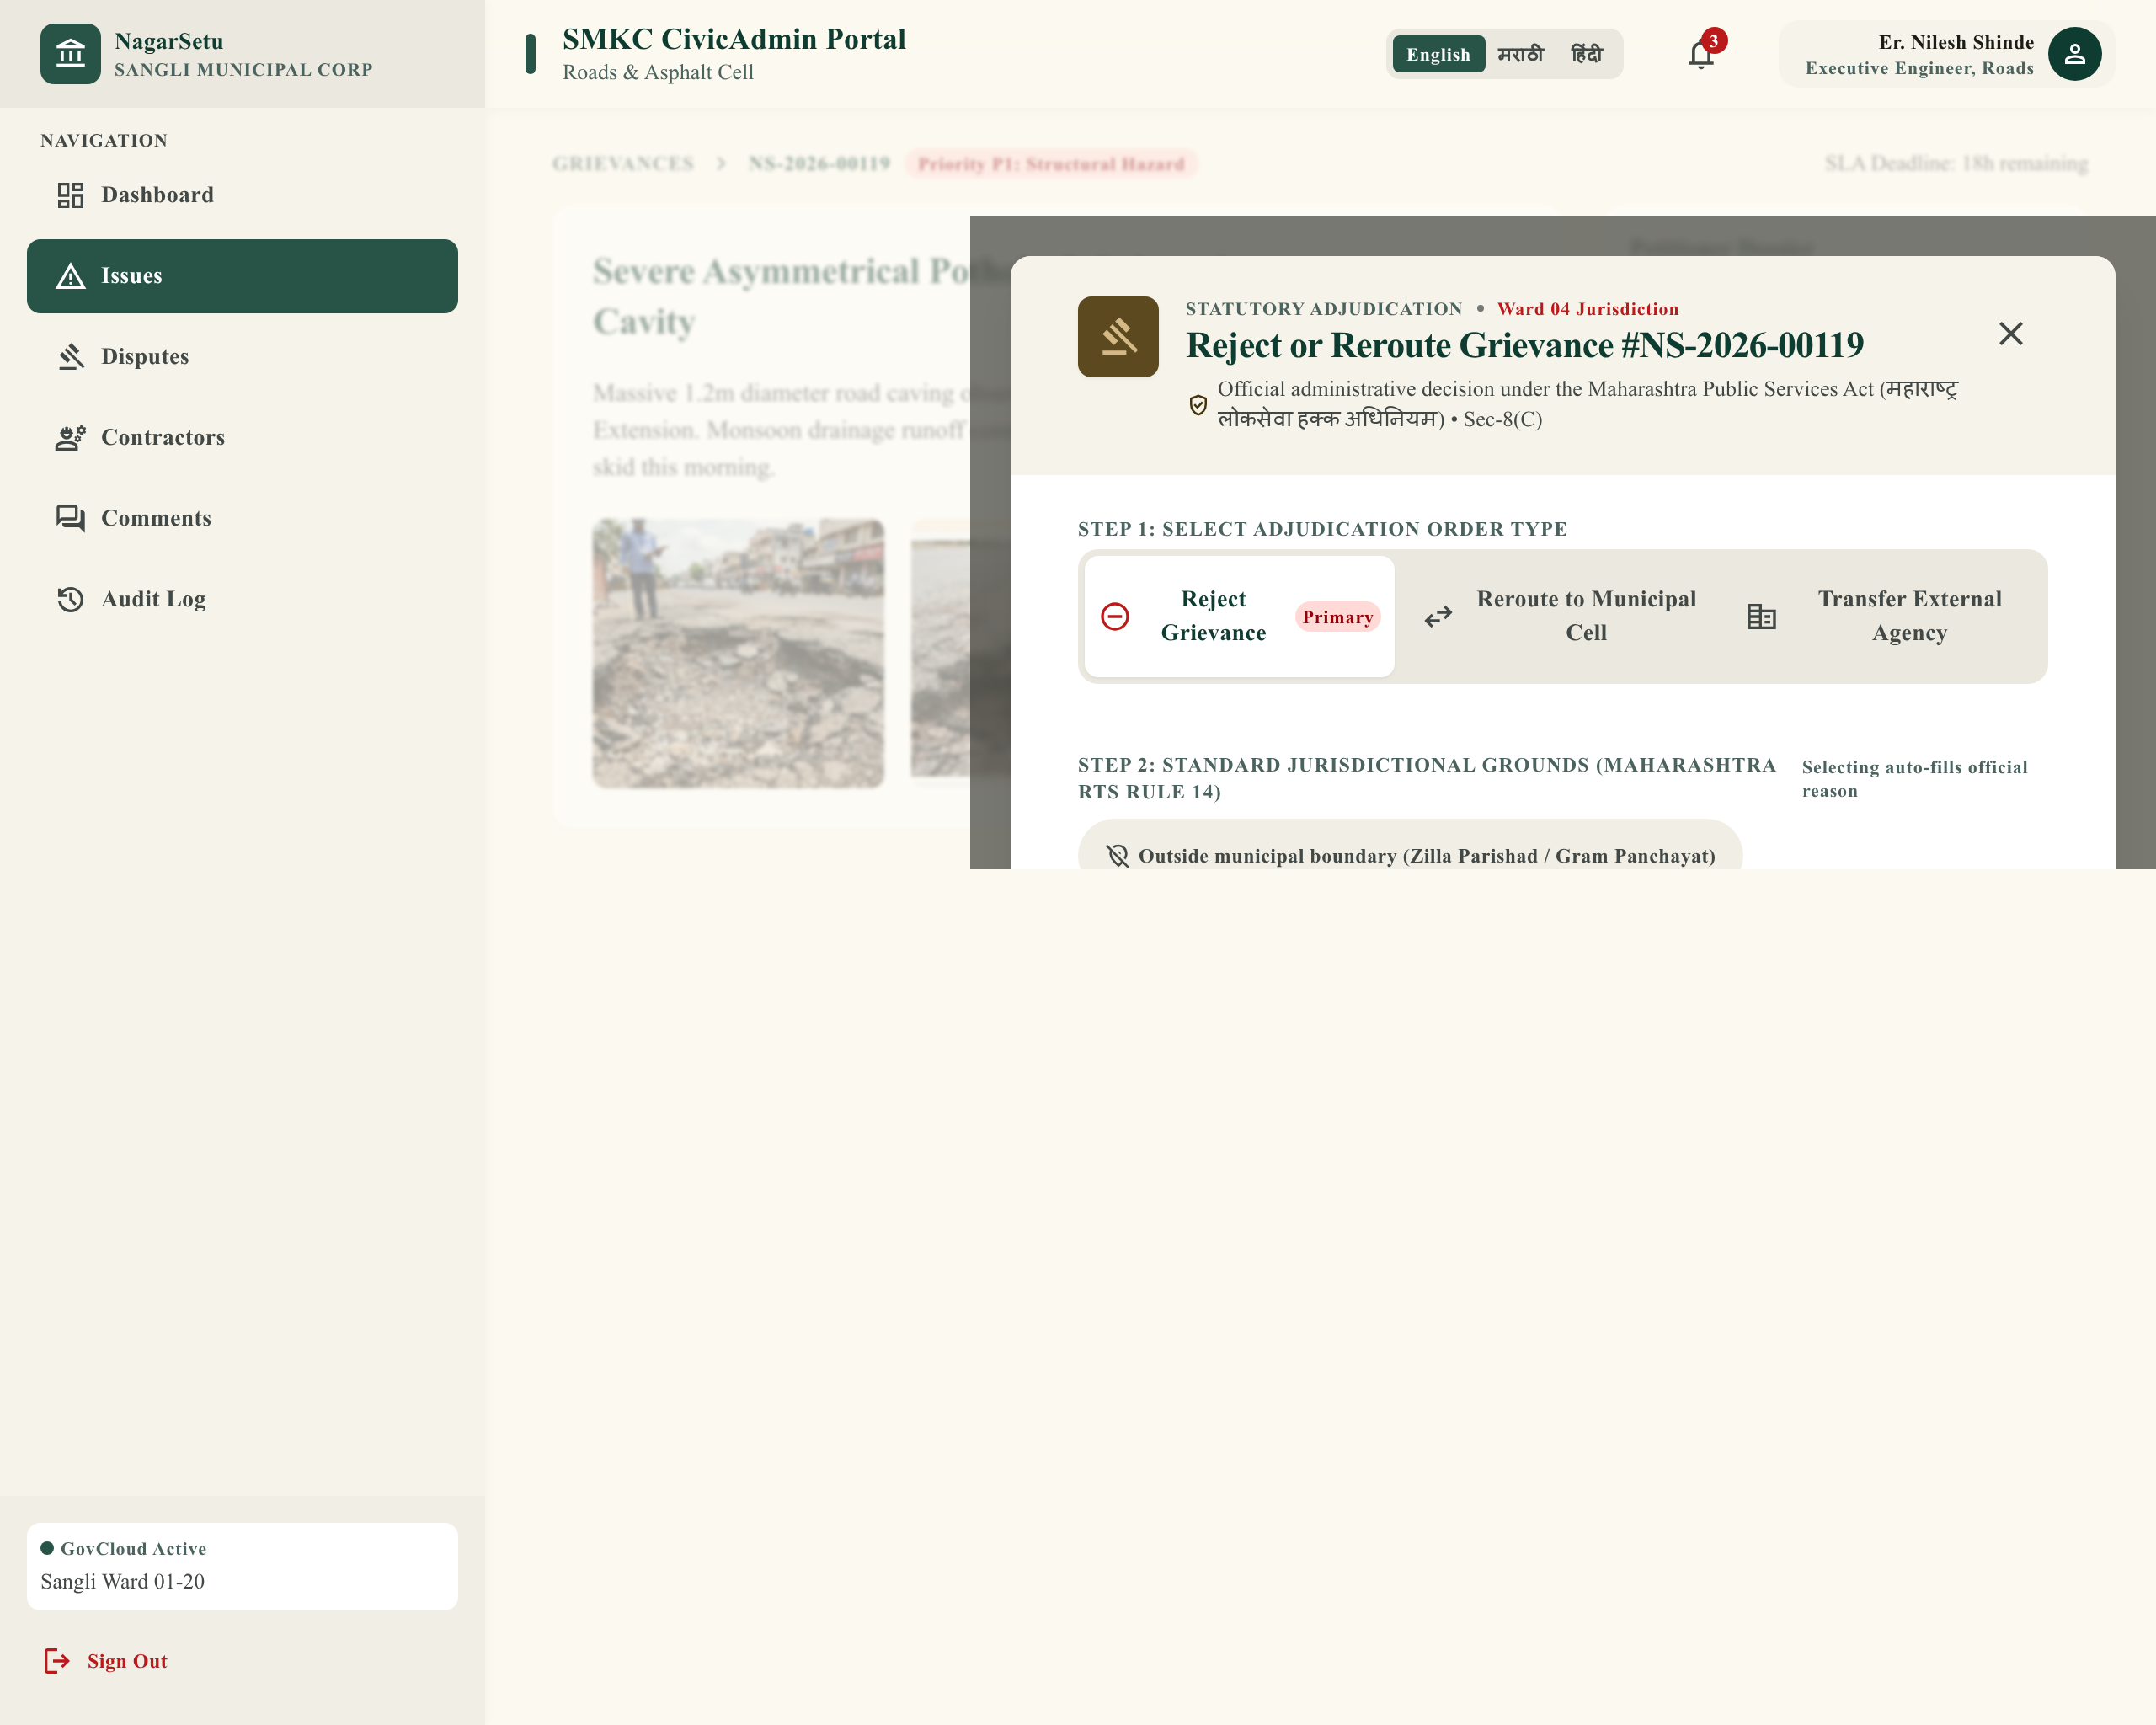 NagarSetu
SANGLI MUNICIPAL CORP
NAVIGATION
Dashboard
Issues
Disputes
Contractors
Comments
Audit Log
GovCloud Active
Sangli Ward 01-20
Sign Out
SMKC CivicAdmin Portal
Roads & Asphalt Cell
English मराठी हिंदी
3
Er. Nilesh Shinde
Executive Engineer, Roads
GRIEVANCES > NS-2026-00119 Priority P1: Structural Hazard
SLA Deadline: 18h remaining
Severe Asymmetrical
Cavity
Massive 1.2m diameter road caving
Extension. Monsoon drainage runoff
skid this morning.
STATUTORY ADJUDICATION • Ward 04 Jurisdiction
Reject or Reroute Grievance #NS-2026-00119
Official administrative decision under the Maharashtra Public Services Act (महाराष्ट्र
लोकसेवा हक्क अधिनियम) • Sec-8(C)
STEP 1: SELECT ADJUDICATION ORDER TYPE
Reject
Grievance
Primary
Reroute to Municipal
Cell
Transfer External
Agency
STEP 2: STANDARD JURISDICTIONAL GROUNDS (MAHARASHTRA
RTS RULE 14)
Selecting auto-fills official
reason
Outside municipal boundary (Zilla Parishad / Gram Panchayat)